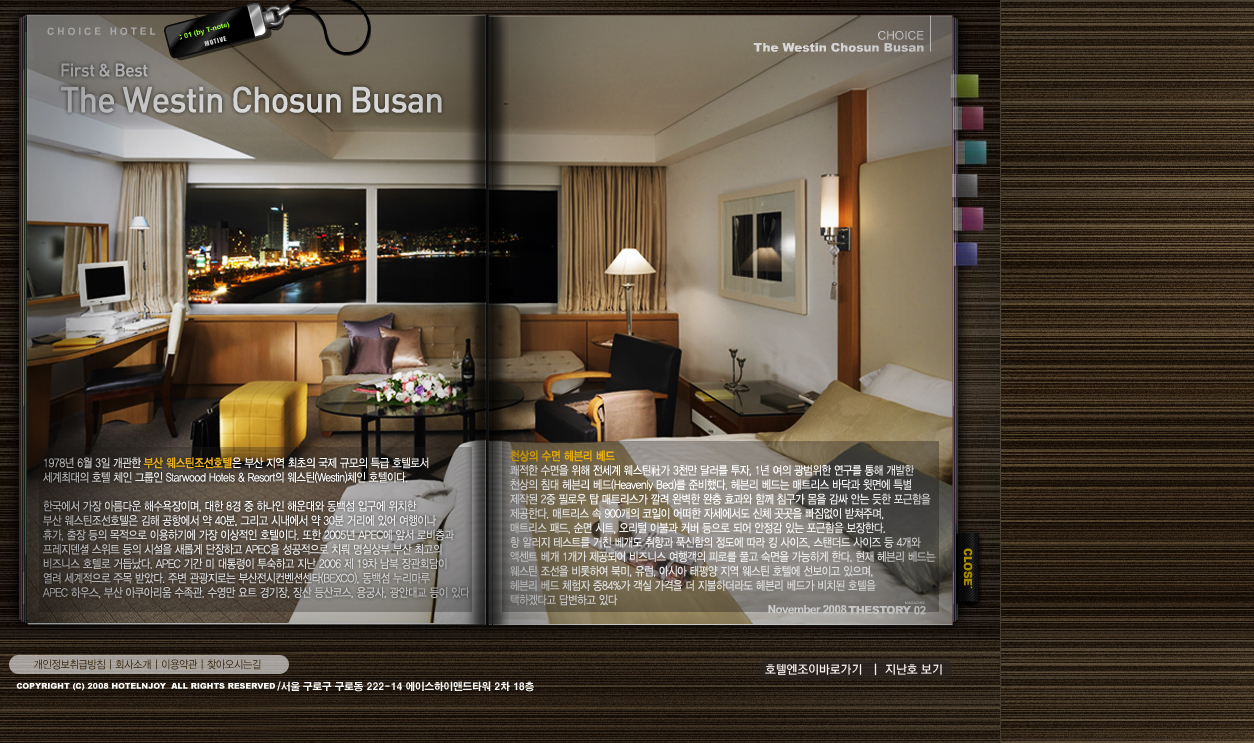 CHOICE HOTEL
: 01 (by T-note)
MOTIVE
CHOICE
The Westin Chosun Busan
First & Best
The Westin Chosun Busan
1978년 6월 3일 개관한 부산 웨스틴조선호텔은 부산 지역 최초의 국제 규모의 특급 호텔로서
세계최대의 호텔 체인 그룹인 Starwood Hotels & Resort의 웨스틴(Westin)체인 호텔이다.
한국에서 가장 아름다운 해수욕장이며, 대한 8경 중 하나인 해운대와 동백섬 입구에 위치한
부산 웨스틴조선호텔은 김해 공항에서 약 40분, 그리고 시내에서 약 30분 거리에 있어 여행이나
휴가, 출장 등의 목적으로 이용하기에 가장 이상적인 호텔이다. 또한 2005년 APEC에 앞서 로비층과
프레지덴셜 스위트 등의 시설을 새롭게 단장하고 APEC을 성공적으로 치뤄 명실상부 부산 최고의
비즈니스 호텔로 거듭났다. APEC 기간 미 대통령이 투숙하고 지난 2006 제 19차 남북 장관회담이
열려 세계적으로 주목 받았다. 주변 관광지로는 부산전시컨벤션센타(BEXCO), 동백섬 누리마루
APEC 하우스, 부산 아쿠아리움 수족관, 수영만 요트 경기장, 장산 등산코스, 용궁사, 광안대교 등이 있다
천상의 수면 헤븐리 베드
쾌적한 수면을 위해 전세계 웨스틴社가 3천만 달러를 투자, 1년 여의 광범위한 연구를 통해 개발한
천상의 침대 헤븐리 베드(Heavenly Bed)를 준비했다. 헤븐리 베드는 매트리스 바닥과 윗면에 특별
제작된 2중 필로우 탑 매트리스가 깔려 완벽한 완충 효과와 함께 침구가 몸을 감싸 안는 듯한 포근함을
제공한다. 매트리스 속 900개의 코일이 어떠한 자세에서도 신체 곳곳을 빠짐없이 받쳐주며,
매트리스 패드, 순면 시트, 오리털 이불과 커버 등으로 되어 안정감 있는 포근함을 보장한다.
항 알러지 테스트를 거친 베개도 취향과 푹신함의 정도에 따라 킹 사이즈, 스탠더드 사이즈 등 4개와
액센트 베개 1개가 제공되어 비즈니스 여행객의 피로를 풀고 숙면을 가능하게 한다. 현재 헤븐리 베드는
웨스틴 조선을 비롯하여 북미, 유럽, 아시아 태평양 지역 웨스틴 호텔에 선보이고 있으며,
헤븐리 베드 체험자 중84%가 객실 가격을 더 지불하더라도 헤븐리 베드가 비치된 호텔을
택하겠다고 답변하고 있다
November 2008 THESTORY 02
CLOSE
개인정보취급방침 | 회사소개 | 이용약관 | 찾아오시는길
호텔엔조이바로가기 | 지난호 보기
COPYRIGHT (C) 2008 HOTELNJOY ALL RIGHTS RESERVED /서울 구로구 구로동 222-14 에이스하이앤드타워 2차 18층